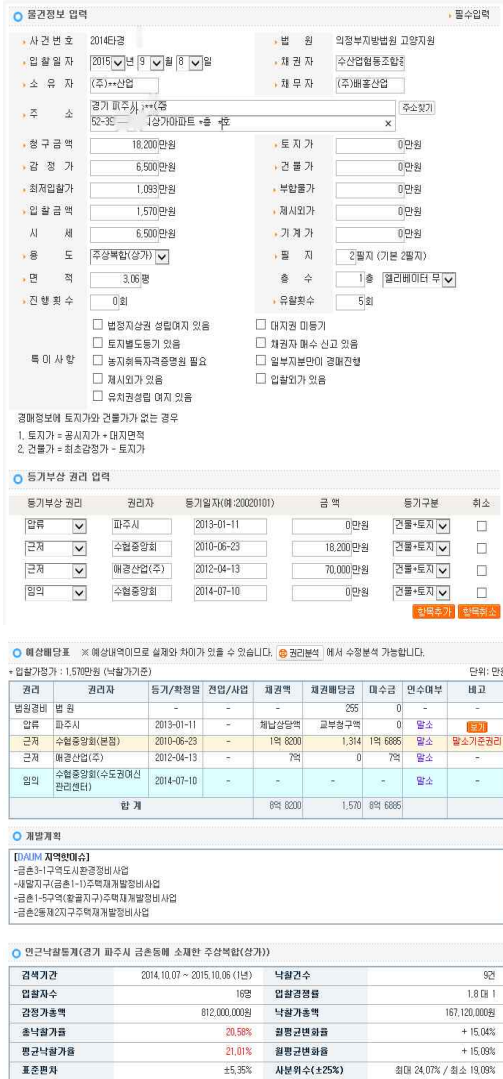 물건정보 입력 필수입력
사건번호 2014타경 법 원 의정부지방법원 고양지원
입찰일자 2015 년 9 월 8 일 채권자 수산업협동조합중
소유자 (주)**산업 채무자 (주)배홍산업
주 소 경기 파주시 주소찾기
상가아파트 *층 *호
청구금액 18,200만원 토지가 0만원
감정가 6,500만원 건물가 0만원
최저입찰가 1,093만원 부합물가 0만원
입찰금액 1,570만원 제시외가 0만원
시 세 6,500만원 기계가 0만원
용 도 주상복합(상가) 필 지 2필지 (기본 2필지)
면 적 3.06평 층 수 1층 엘리베이터 무
진행횟수 0회 유찰횟수 5회
특이사항
법정지상권 성립여지 있음 대지권 미등기
토지별도등기 있음 채권자 매수 신고 있음
농지취득자격증명원 필요 일부지분만이 경매진행
제시외가 있음 입찰외가 있음
유치권성립 여지 있음
경매정보에 토지가와 건물가가 없는 경우
1. 토지가 = 공시지가 * 대지면적
2. 건물가 = 최초감정가 - 토지가
등기부상 권리 입력
등기부상 권리 권리자 등기일자(예:20020101) 금 액 등기구분 취소
압류 파주시 2013-01-11 0만원 건물+토지
근저 수협중앙회 2010-06-23 18,200만원 건물+토지
근저 애경산업(주) 2012-04-13 70,000만원 건물+토지
임의 수협중앙회 2014-07-10 0만원 건물+토지
항목추가 항목취소
예상배당표 ※ 예상내역이므로 실제와 차이가 있을 수 있습니다. 권리분석 에서 수정분석 가능합니다.
* 입찰가정가 : 1,570만원 (낙찰가기준) 단위: 만원
권리 권리자 등기/확정일 전입/사업 채권액 채권배당금 미수금 인수여부 비고
법원경비 법 원 - - - 255 0 - -
압류 파주시 2013-01-11 - 체납상당액 교부청구액 0 말소 보기
근저 수협중앙회(본점) 2010-06-23 - 1억 8200 1,314 1억 6885 말소 말소기준권리
근저 애경산업(주) 2012-04-13 - 7억 0 7억 말소 -
임의 수협중앙회(수도권여신관리센터) 2014-07-10 - - - - 말소 -
합 계 8억 8200 1,570 8억 6885
개발계획
[DAUM 지역핫이슈]
-금촌3-1구역도시환경정비사업
-새말지구(금촌1-1)주택재개발정비사업
-금촌1-5구역(황골지구)주택재개발정비사업
-금촌2동제2지구주택재개발정비사업
인근낙찰통계(경기 파주시 금촌동에 소재한 주상복합(상가))
검색기간 2014.10.07 ~ 2015.10.06 (1년) 낙찰건수 9건
입찰자수 16명 입찰경쟁률 1.8 대 1
감정가총액 812,000,000원 낙찰가총액 167,120,000원
총낙찰가율 20.58% 월평균변화율 + 15.04%
평균낙찰가율 21.01% 월평균변화율 + 15.09%
표준편차 ±5.35% 사분위수(±25%) 최대 24.07% / 최소 19.09%